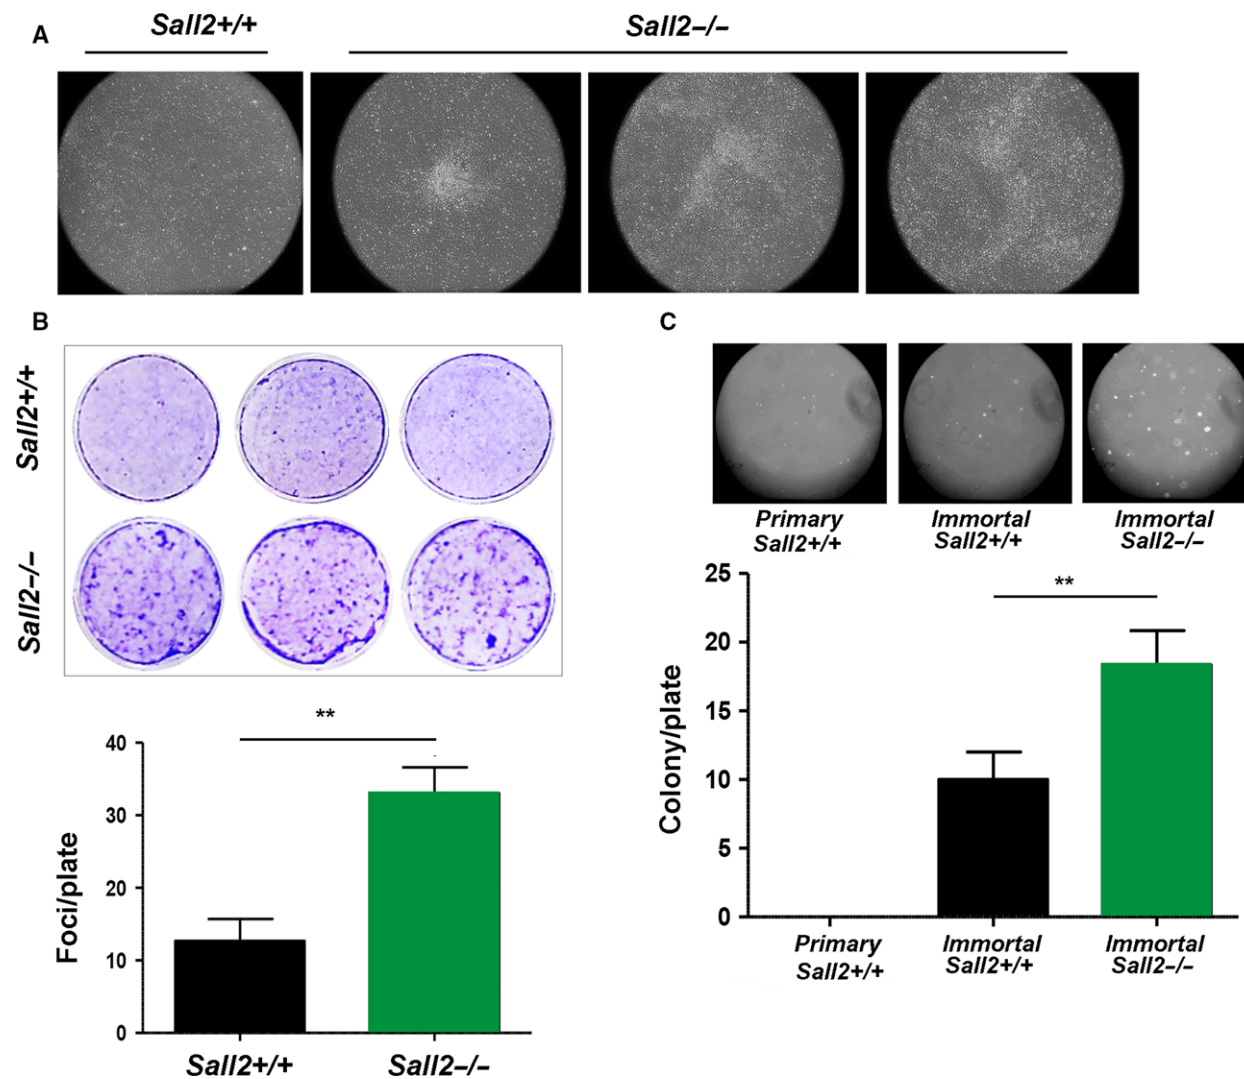 A
Sall2+/+
Sall2–/–
B
Sall2+/+
Sall2–/–
**
40
30
20
10
0
Foci/plate
Sall2+/+
Sall2–/–
C
Primary
Sall2+/+
Immortal
Sall2+/+
Immortal
Sall2–/–
**
25
20
15
10
5
0
Colony/plate
Primary
Sall2+/+
Immortal
Sall2+/+
Immortal
Sall2–/–